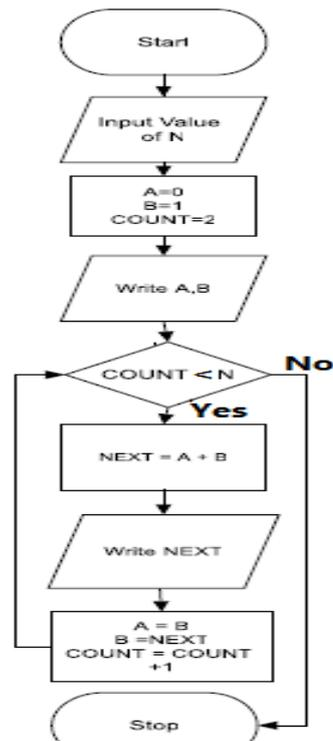 Start
Input Value
of N
A=0
B=1
COUNT=2
Write A,B
COUNT < N
No
Yes
NEXT = A + B
Write NEXT
A = B
B =NEXT
COUNT = COUNT
+1
Stop